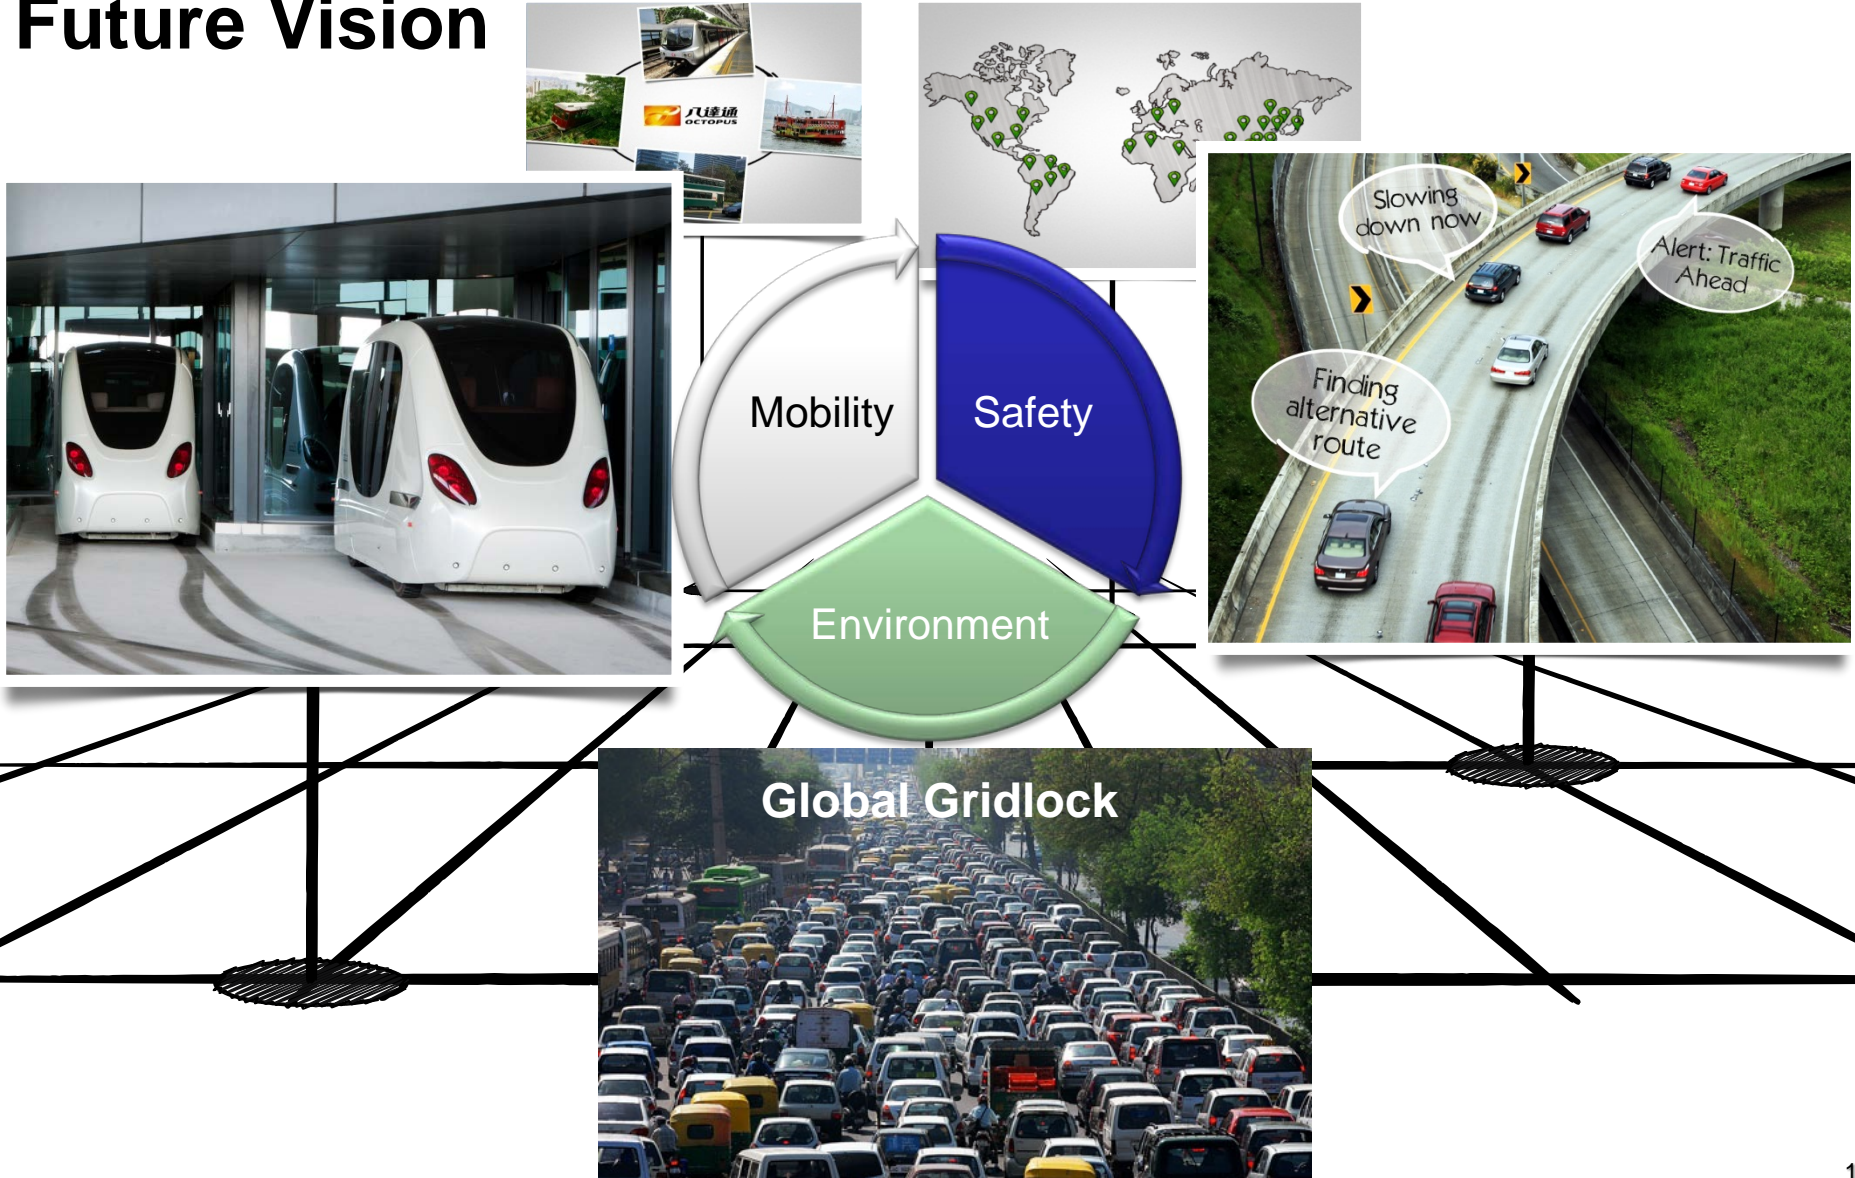 Future Vision
八達通
OCTOPUS
Slowing
down now
Alert: Traffic
Ahead
Finding
alternative
route
Mobility
Safety
Environment
Global Gridlock
1